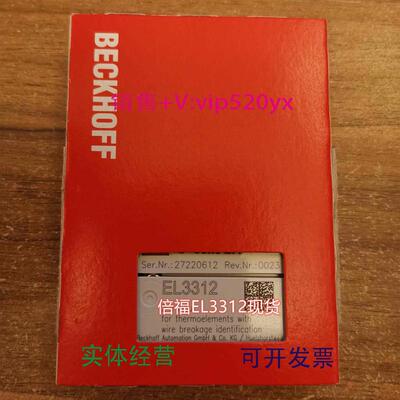 BECKHOFF
销售+V:vip520yx
Ser.Nr.:27220612 Rev.Nr.:0023
EL3312
倍福EL3312现货
for thermoelements with
wire breakage identification
Beckhoff Automation GmbH & Co. KG /
实体经营
可开发票